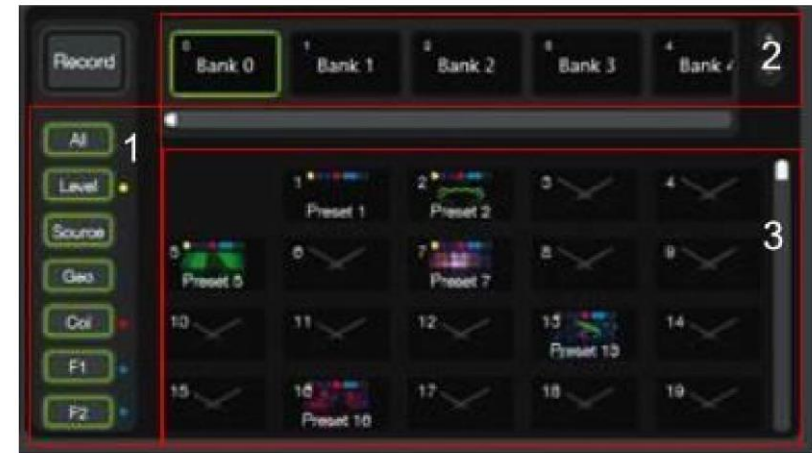 Record
0 Bank 0
1 Bank 1
2 Bank 2
Bank 3
4 Bank
2
All
1
Level
Source
Geo
Col
F1
F2
1 Preset 1
2 Preset 2
3
4
3
5 Preset 5
6
7 Preset 7
8
9
10
11
12
13 Preset 13
14
15
16 Preset 16
17
18
19